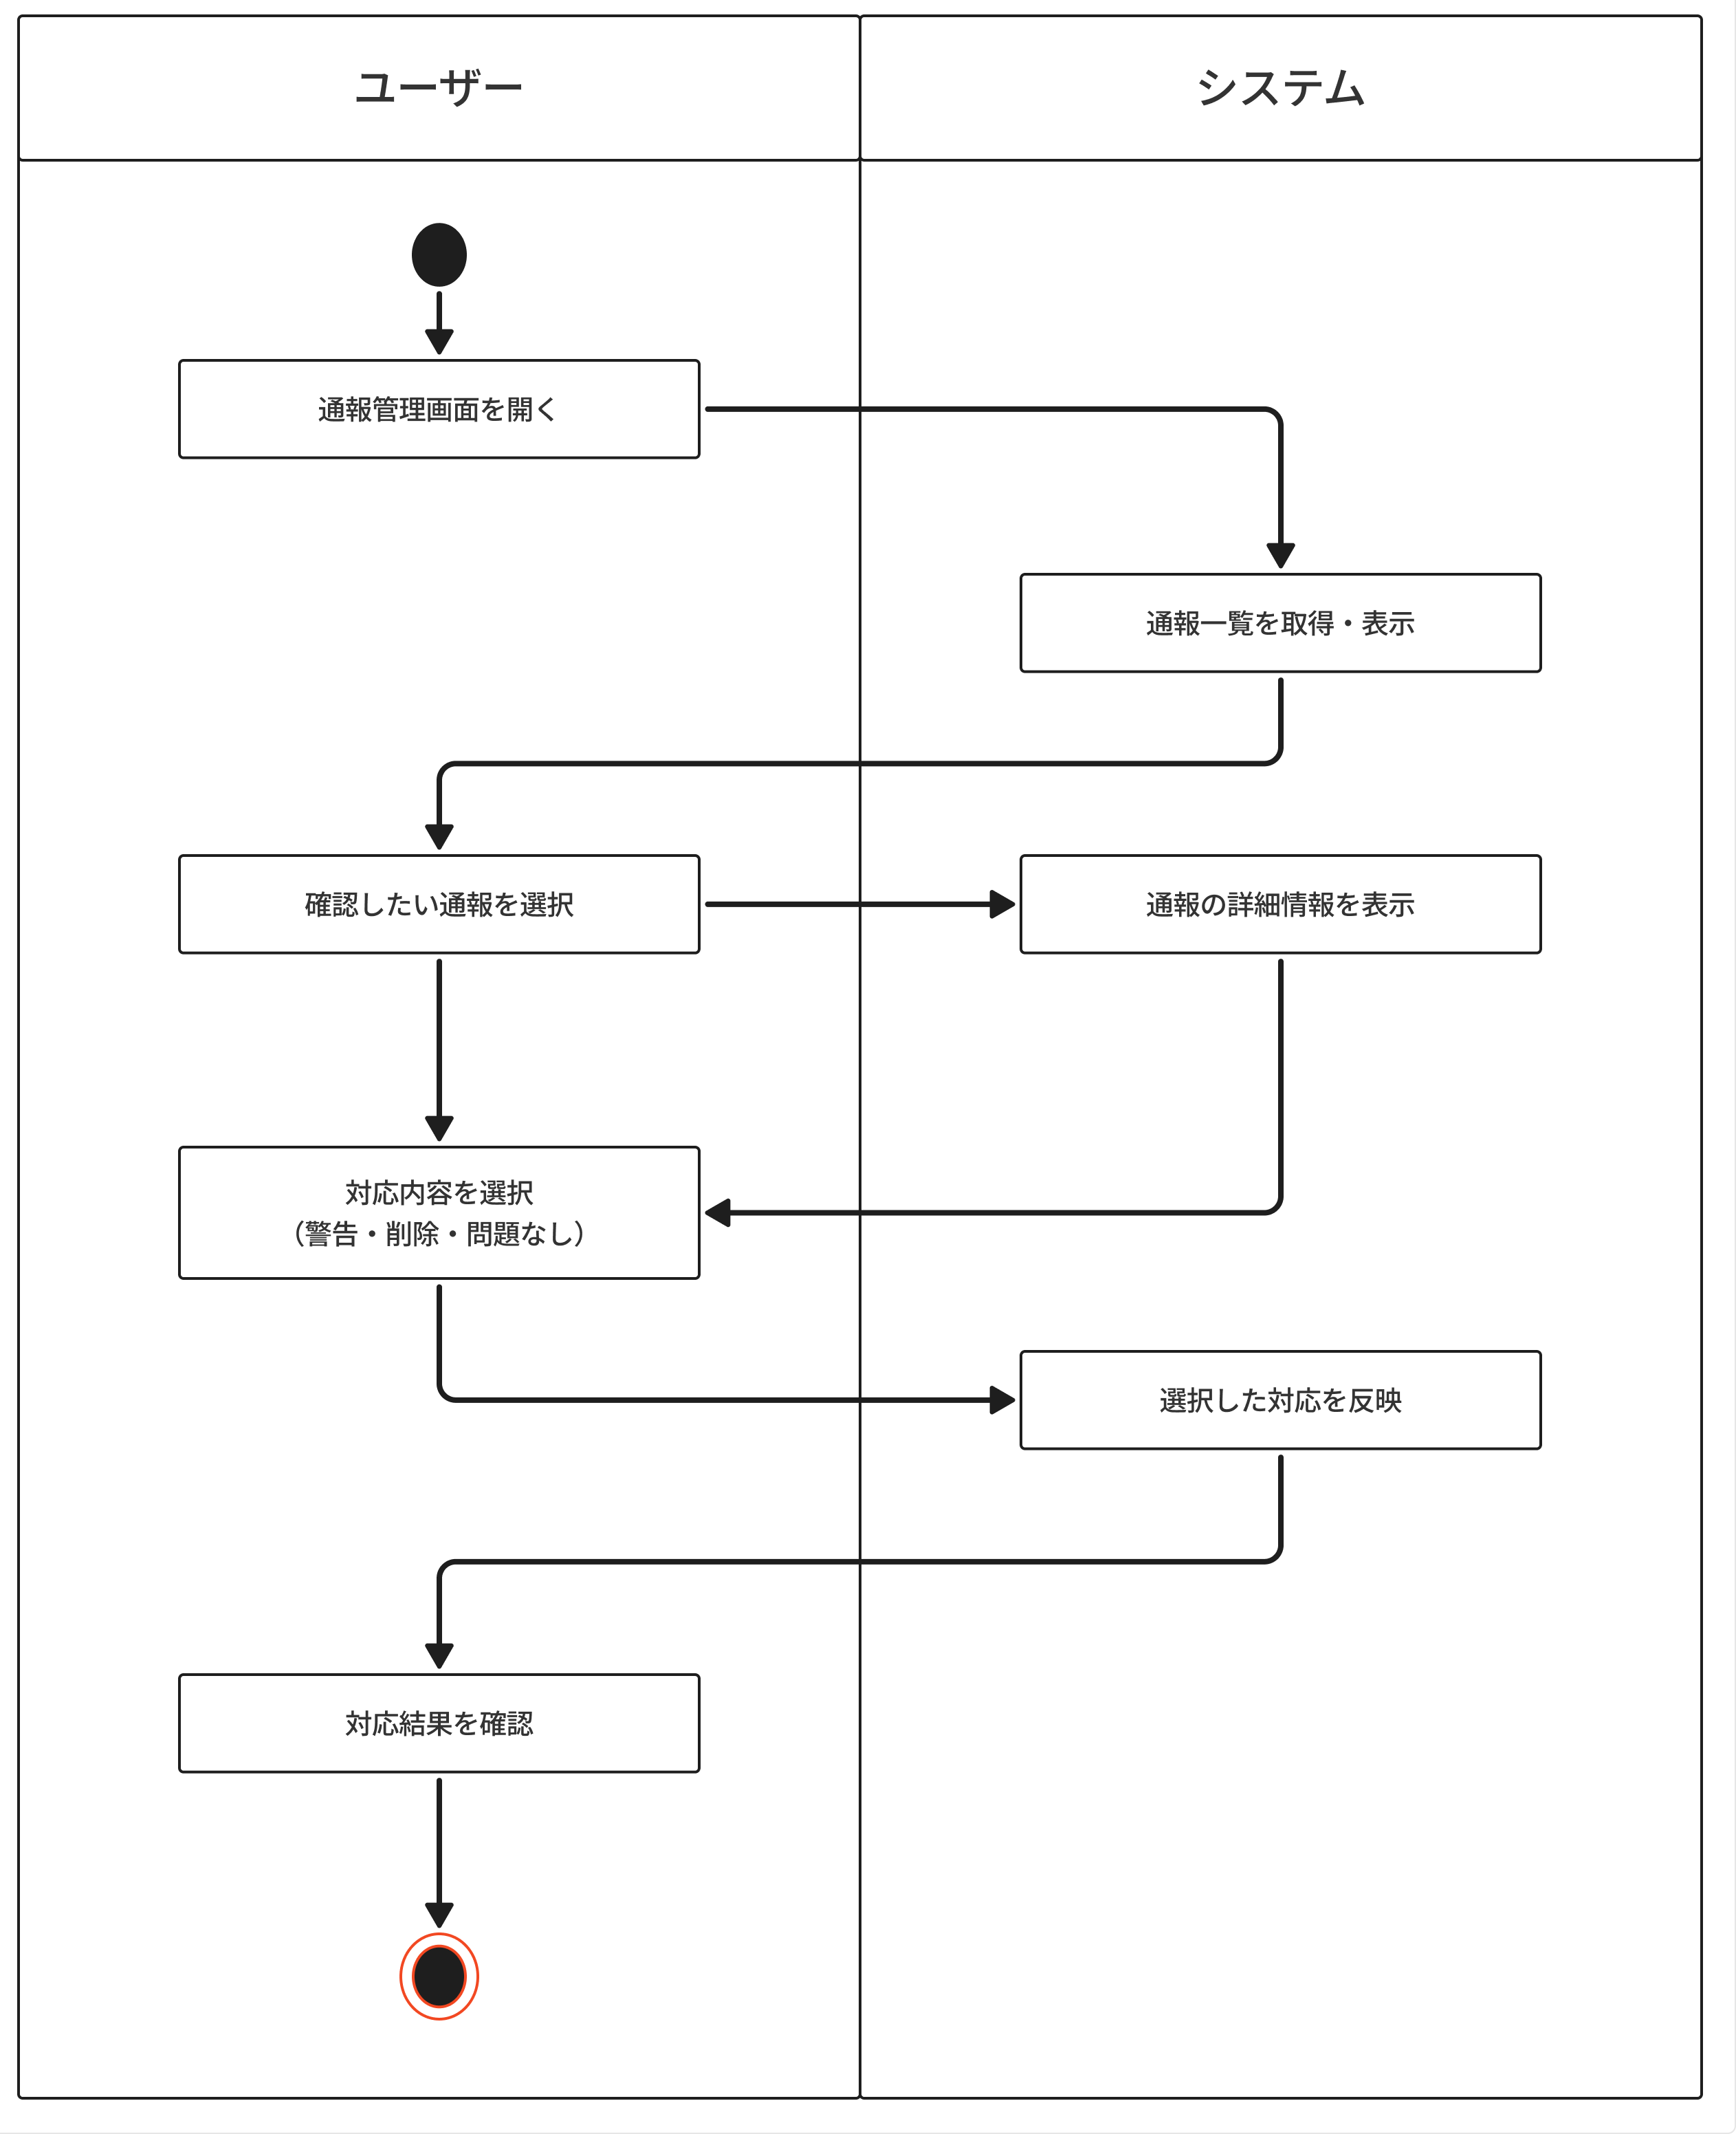 ユーザー
システム
通報管理画面を開く
通報一覧を取得・表示
確認したい通報を選択
通報の詳細情報を表示
対応内容を選択
（警告・削除・問題なし）
選択した対応を反映
対応結果を確認